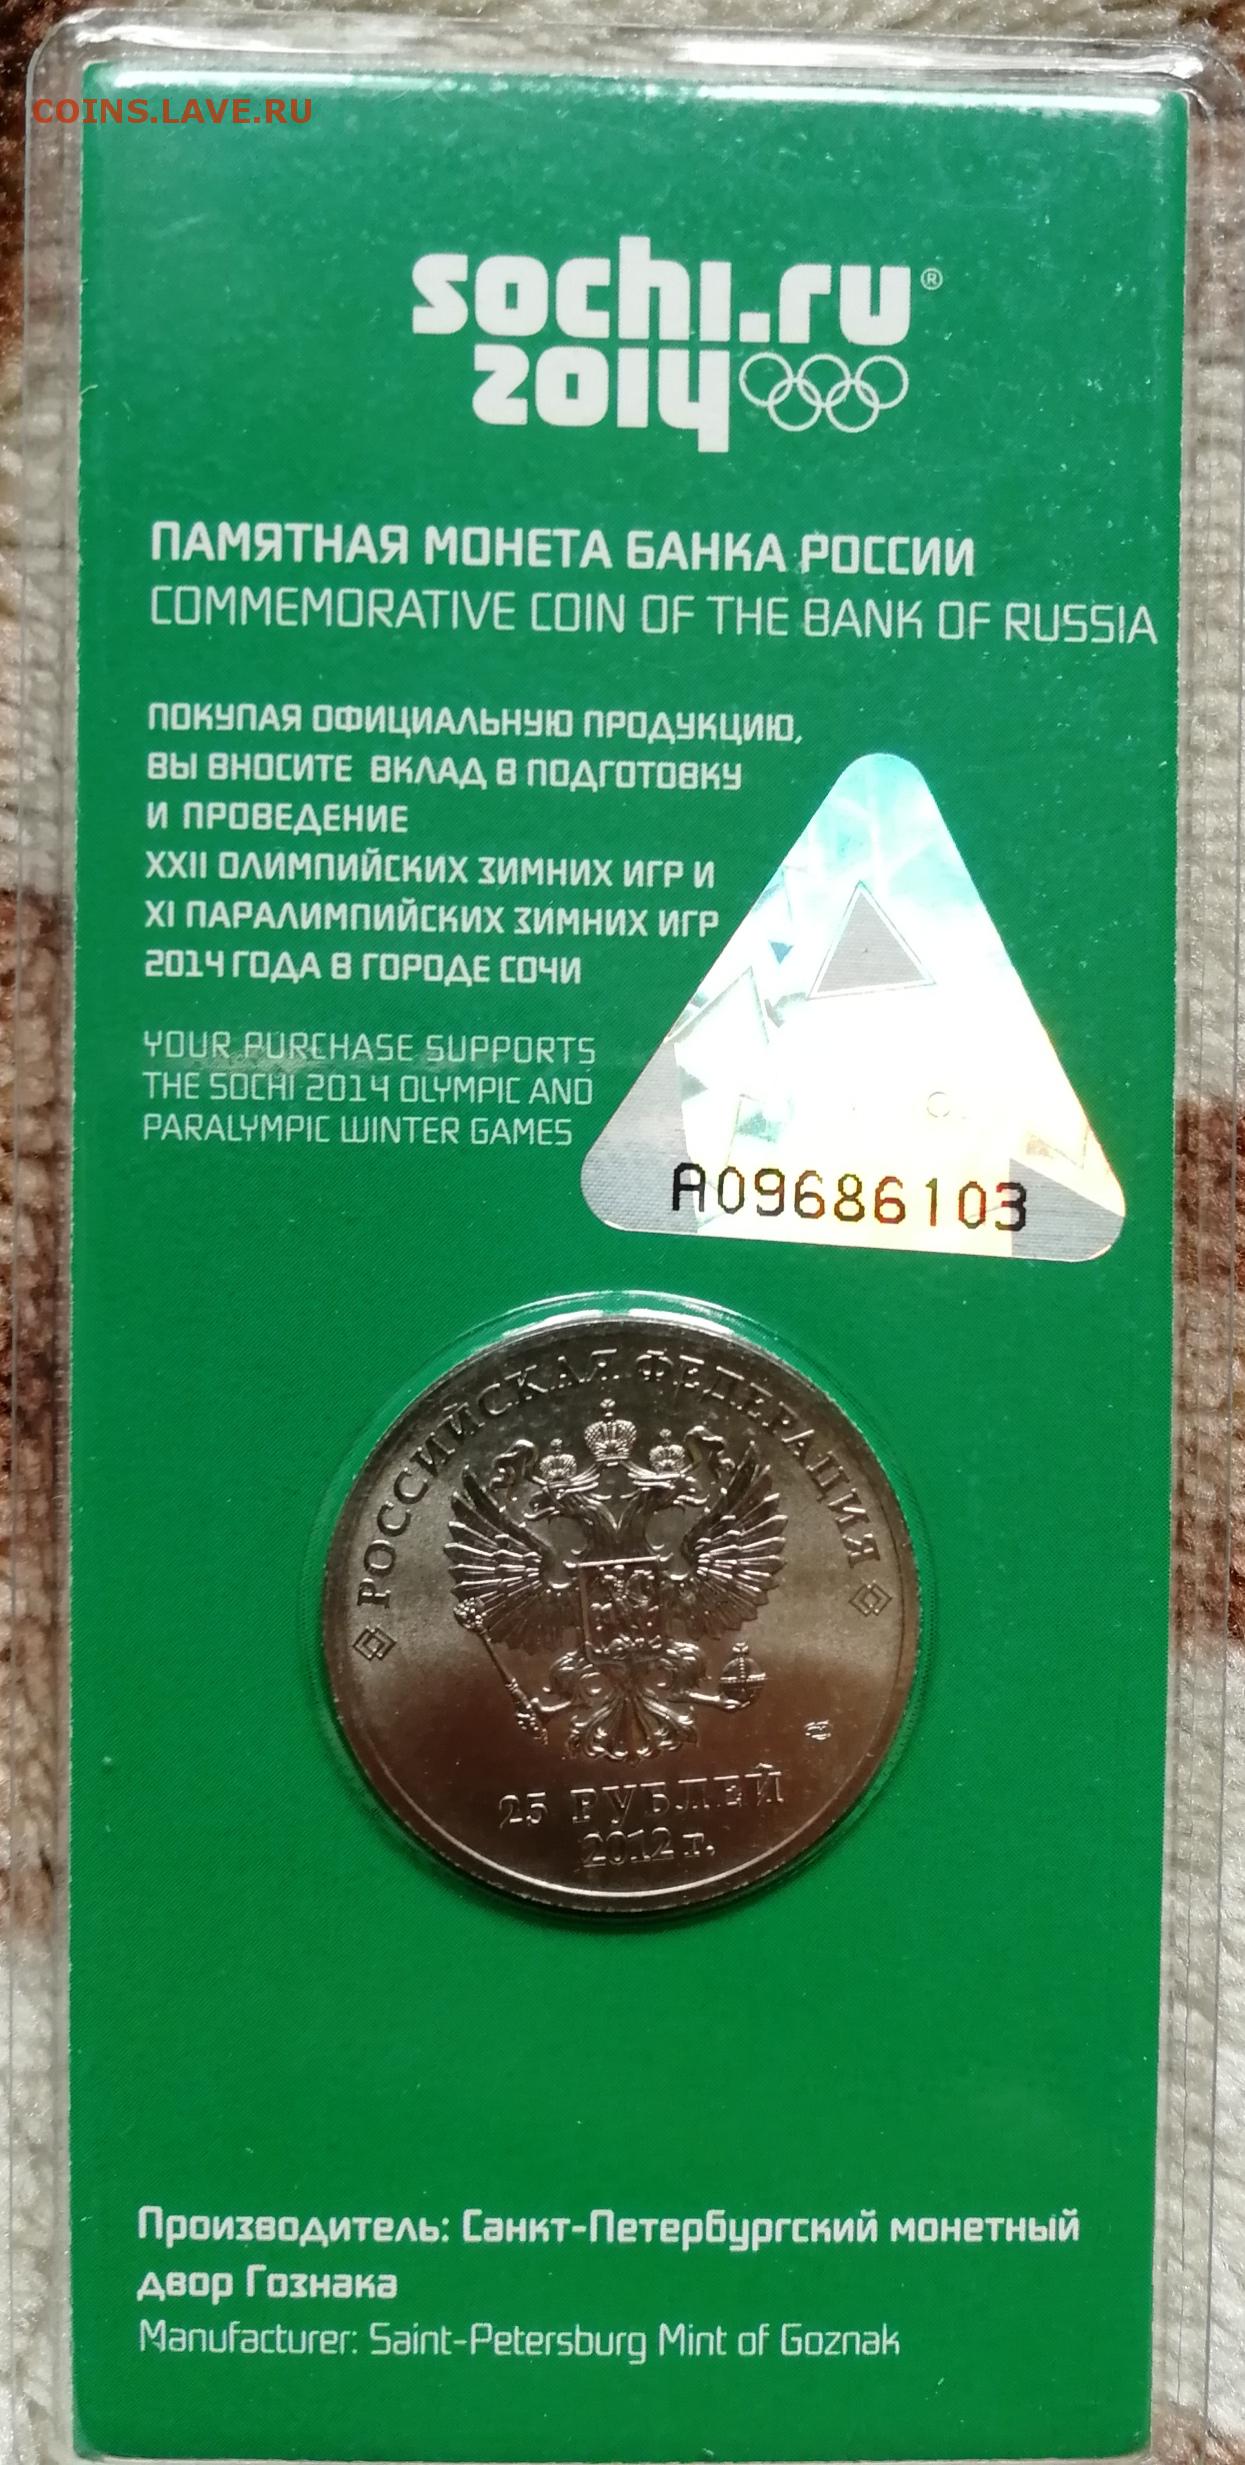 COINS.LAVE.RU
sochi.ru®
2014
ПАМЯТНАЯ МОНЕТА БАНКА РОССИИ
COMMEMORATIVE COIN OF THE BANK OF RUSSIA
ПОКУПАЯ ОФИЦИАЛЬНУЮ ПРОДУКЦИЮ,
ВЫ ВНОСИТЕ ВКЛАД В ПОДГОТОВКУ
И ПРОВЕДЕНИЕ
XXII ОЛИМПИЙСКИХ ЗИМНИХ ИГР И
XI ПАРАЛИМПИЙСКИХ ЗИМНИХ ИГР
2014 ГОДА В ГОРОДЕ СОЧИ
YOUR PURCHASE SUPPORTS
THE SOCHI 2014 OLYMPIC AND
PARALYMPIC WINTER GAMES
A09686103
РОССИЙСКАЯ ФЕДЕРАЦИЯ
25 РУБЛЕЙ
2012 г.
Производитель: Санкт-Петербургский монетный
двор Гознака
Manufacturer: Saint-Petersburg Mint of Goznak